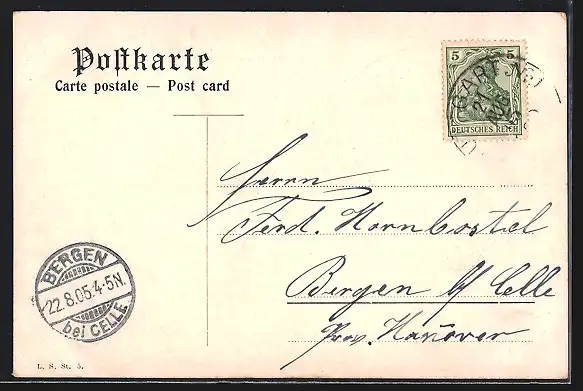 Postkarte
Carte postale — Post card
5 5
DEUTSCHES REICH
Herrn
Ferd. Hornbostel
Bergen b/ Celle
Prov. Hanover
BERGEN
22.8.05.4-5N.
bei CELLE
L. S. St. 5.